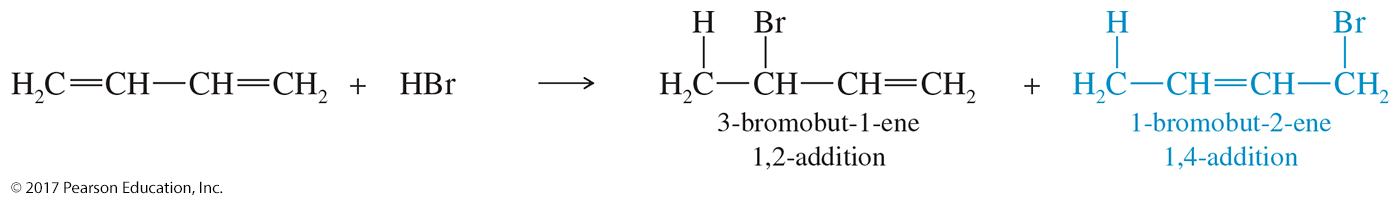 H Br H Br
H₂C=CH—CH=CH₂ + HBr ⟶ H₂C—CH—CH=CH₂ + H₂C—CH=CH—CH₂
3-bromobut-1-ene 1-bromobut-2-ene
1,2-addition 1,4-addition
© 2017 Pearson Education, Inc.